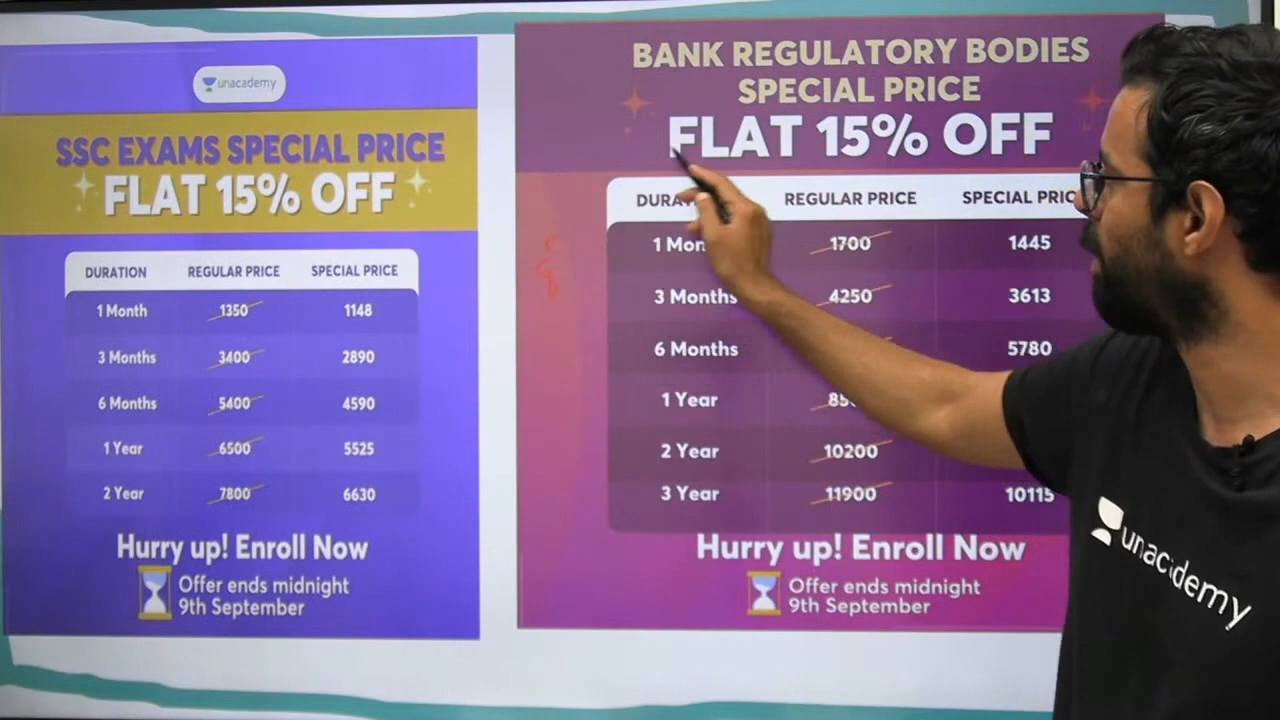 unacademy
SSC EXAMS SPECIAL PRICE
FLAT 15% OFF
DURATION REGULAR PRICE SPECIAL PRICE
1 Month 1350 1148
3 Months 3400 2890
6 Months 5400 4590
1 Year 6500 5525
2 Year 7800 6630
Hurry up! Enroll Now
Offer ends midnight
9th September
BANK REGULATORY BODIES
SPECIAL PRICE
FLAT 15% OFF
REGULAR PRICE SPECIAL
1 1700 1445
3 Months 4250 3613
6 Months 5780
1 Year
2 Year 10200
3 Year 11900 10115
Hurry up! Enroll Now
Offer ends midnight
9th September
unacademy